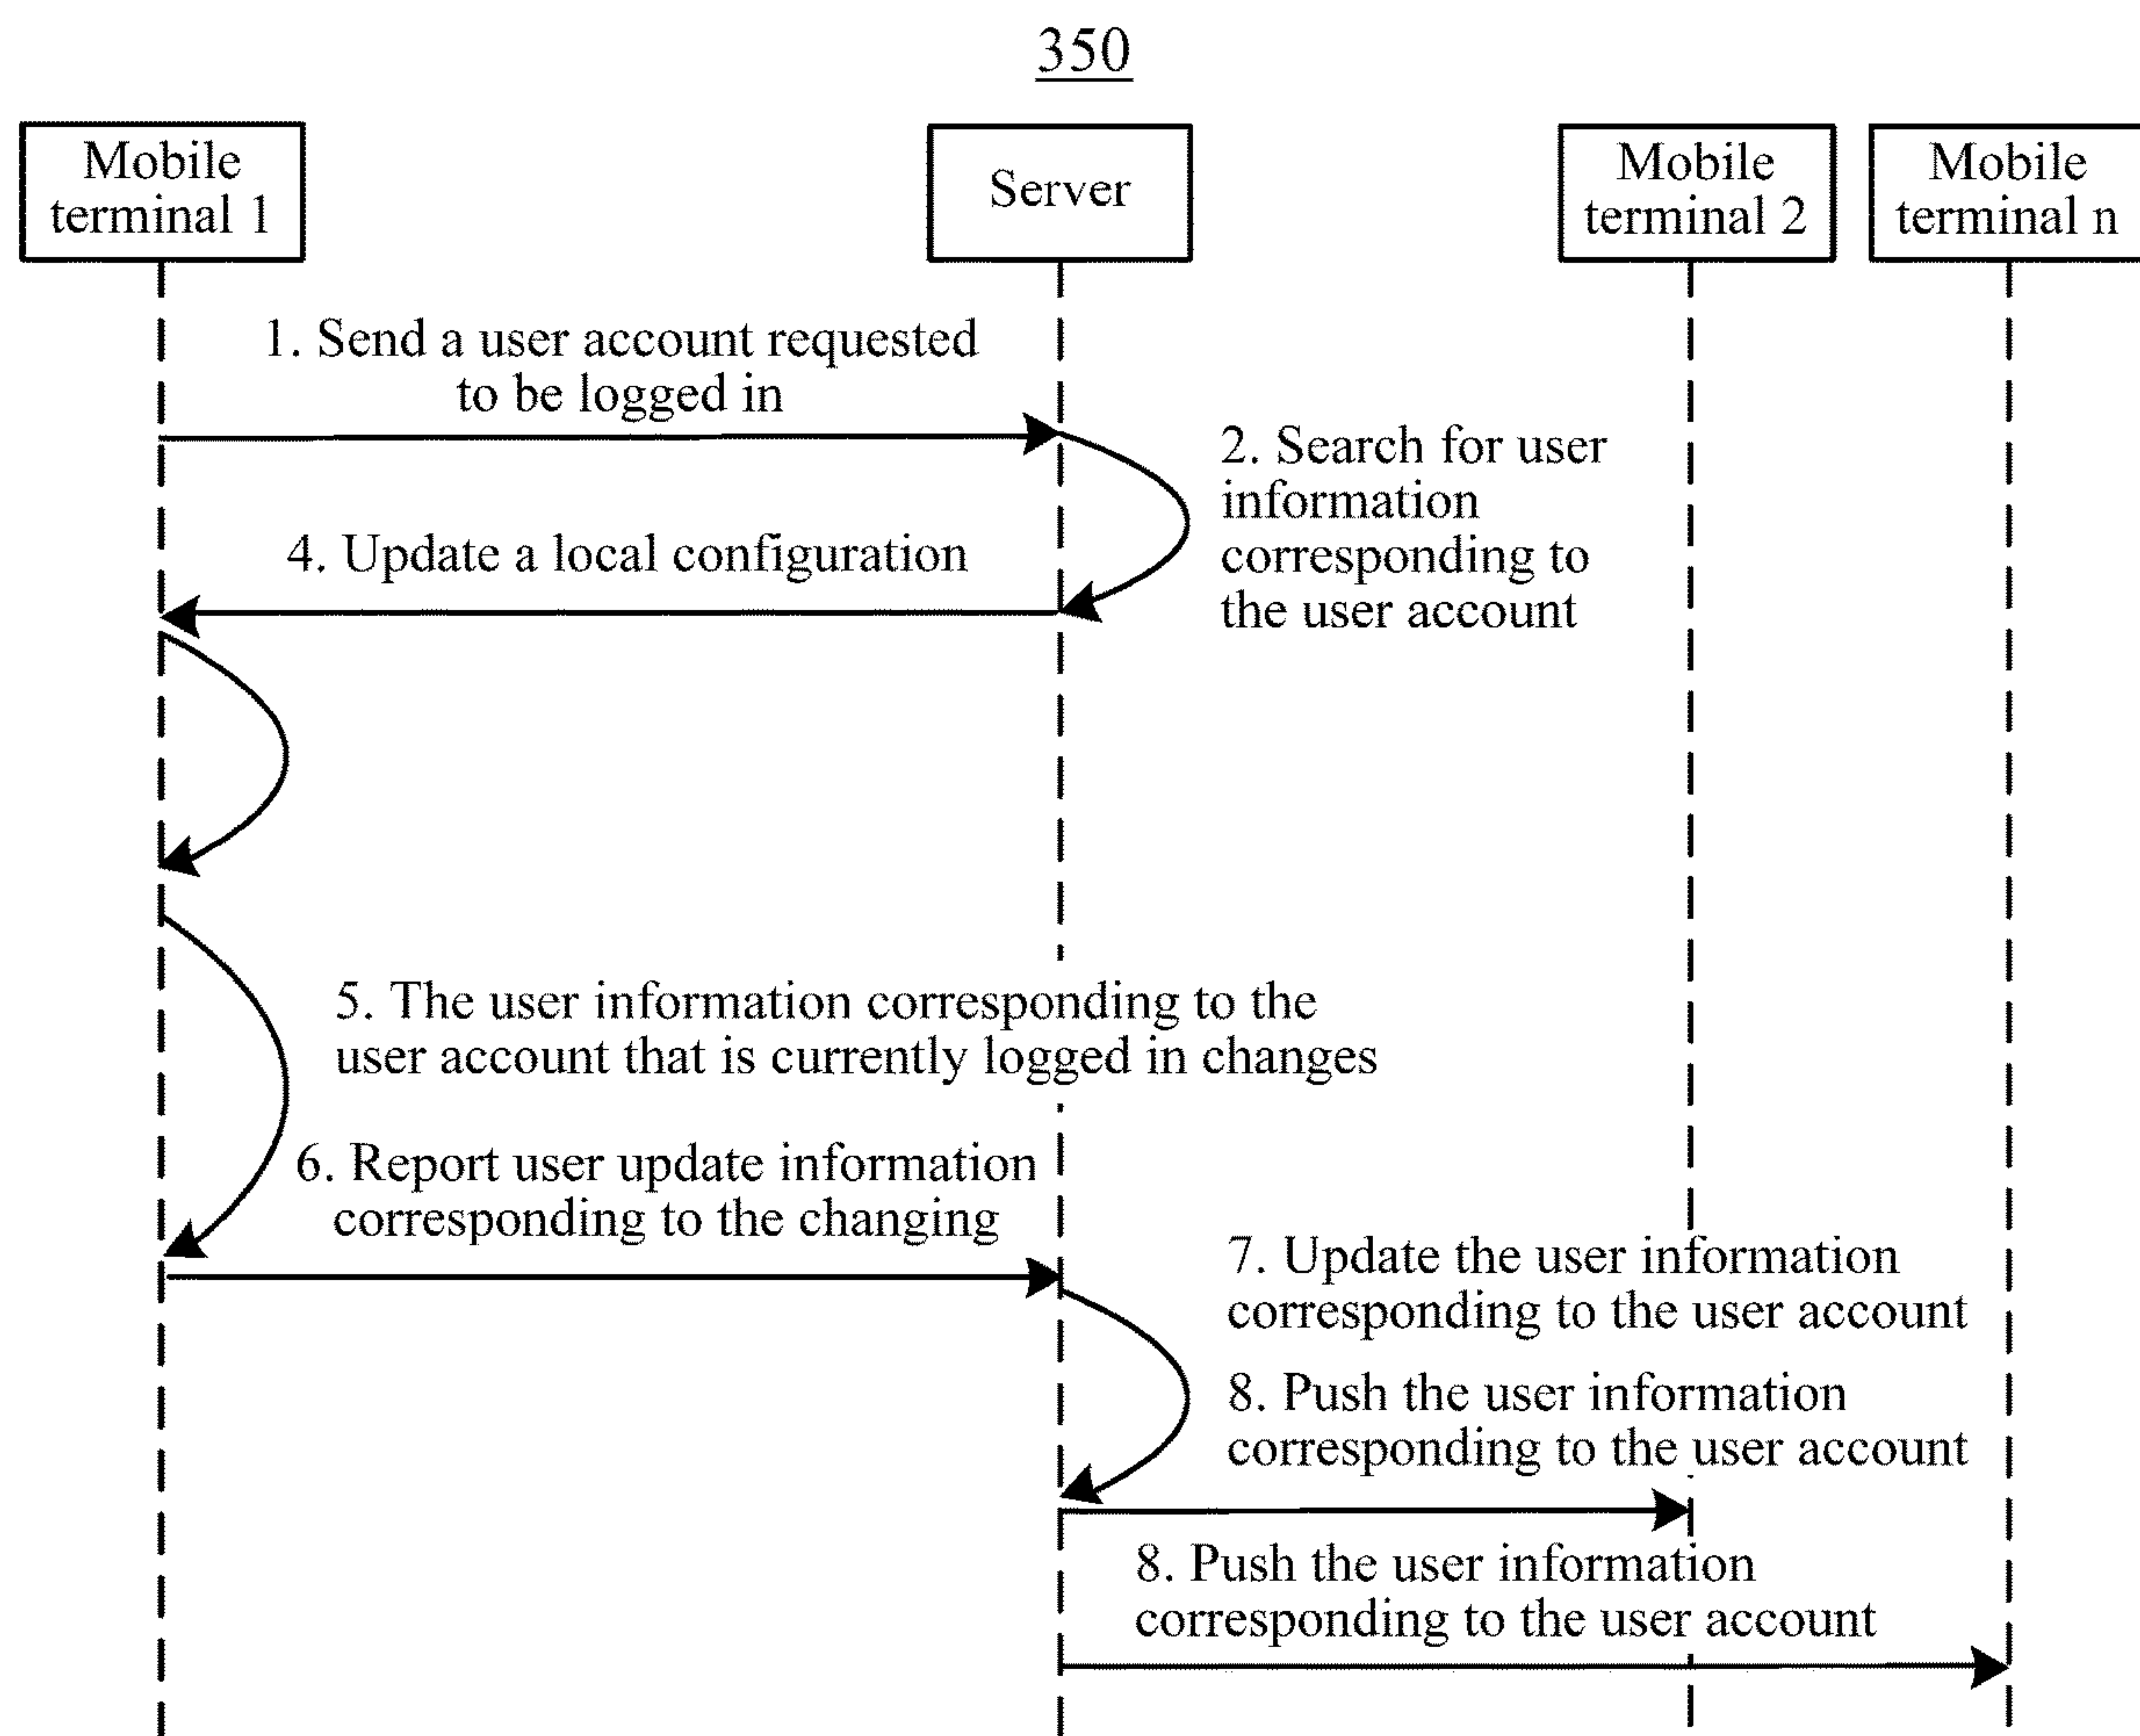 350
Mobile
terminal 1
Server
Mobile
terminal 2
Mobile
terminal n
1. Send a user account requested
to be logged in
2. Search for user
information
corresponding to
the user account
4. Update a local configuration
5. The user information corresponding to the
user account that is currently logged in changes
6. Report user update information
corresponding to the changing
7. Update the user information
corresponding to the user account
8. Push the user information
corresponding to the user account
8. Push the user information
corresponding to the user account